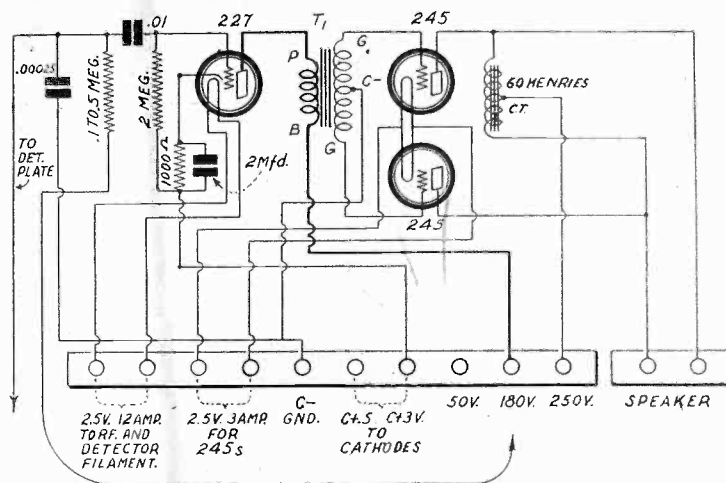 .01
227
T1
245
.00025
.1 TO.5 MEG.
2 MEG.
P
G
C-
60 HENRIES
CT.
TO
DET.
PLATE
1000 Ω
2 Mfd.
B
G
245
2.5V. 12AMP.
TO RF. AND
DETECTOR
FILAMENT.
2.5V. 3AMP.
FOR
245s
C-
GND.
C+.5 C+3V.
TO
CATHODES
50V.
180V.
250V.
SPEAKER